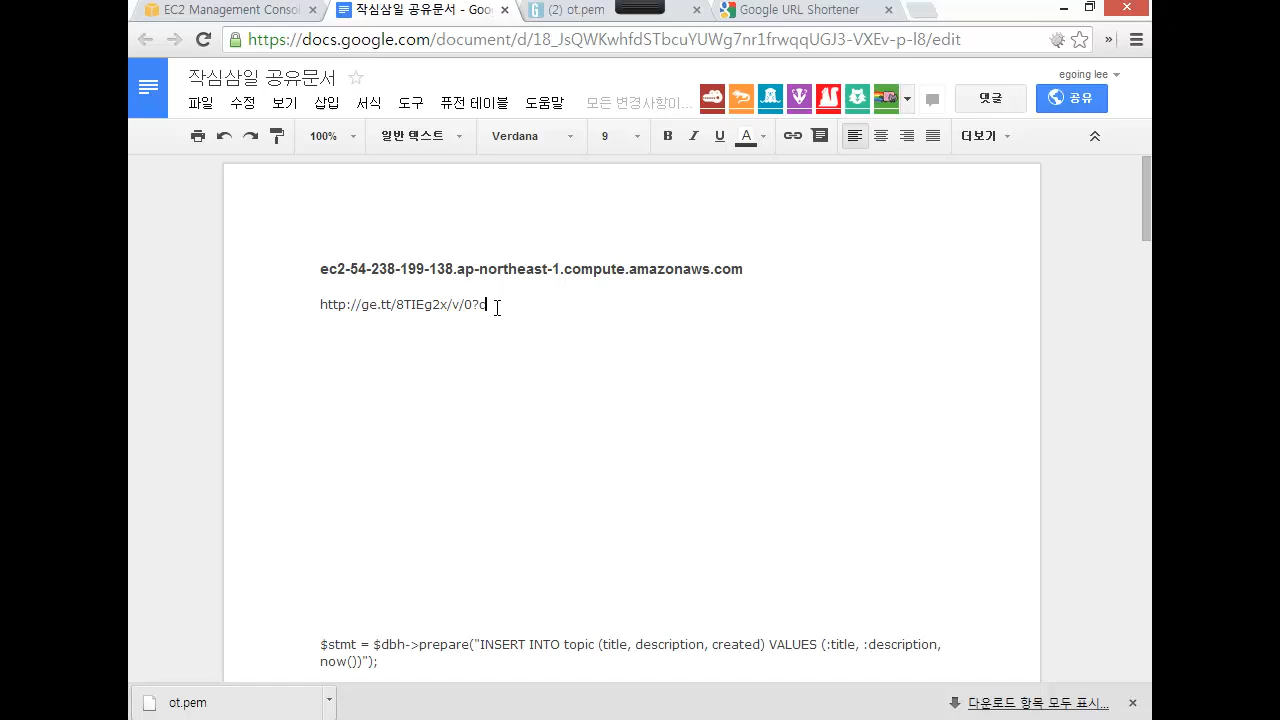 EC2 Management Consol
작심삼일 공유문서 - Goo
(2) ot.pem
Google URL Shortener
https://docs.google.com/document/d/18_JsQWKwhfdSTbcuYUWg7nr1frwqqUGJ3-VXEv-p-l8/edit
작심삼일 공유문서
egoing lee
파일 수정 보기 삽입 서식 도구 퓨전 테이블 도움말 모든 변경사항이...
댓글
공유
100% 일반 텍스트 Verdana 9 B I U A 더보기
ec2-54-238-199-138.ap-northeast-1.compute.amazonaws.com
http://ge.tt/8TIEg2x/v/0?c
$stmt = $dbh->prepare("INSERT INTO topic (title, description, created) VALUES (:title, :description,
now())");
ot.pem
다운로드 항목 모두 표시...